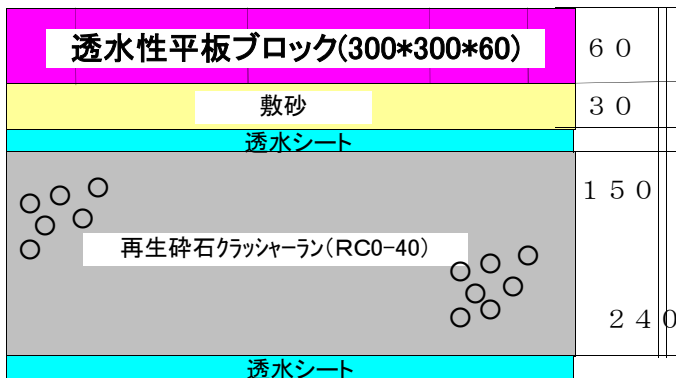 透水性平板ブロック(300*300*60)
６０
敷砂
３０
透水シート
１５０
再生砕石クラッシャーラン(RC0-40)
２４０
透水シート